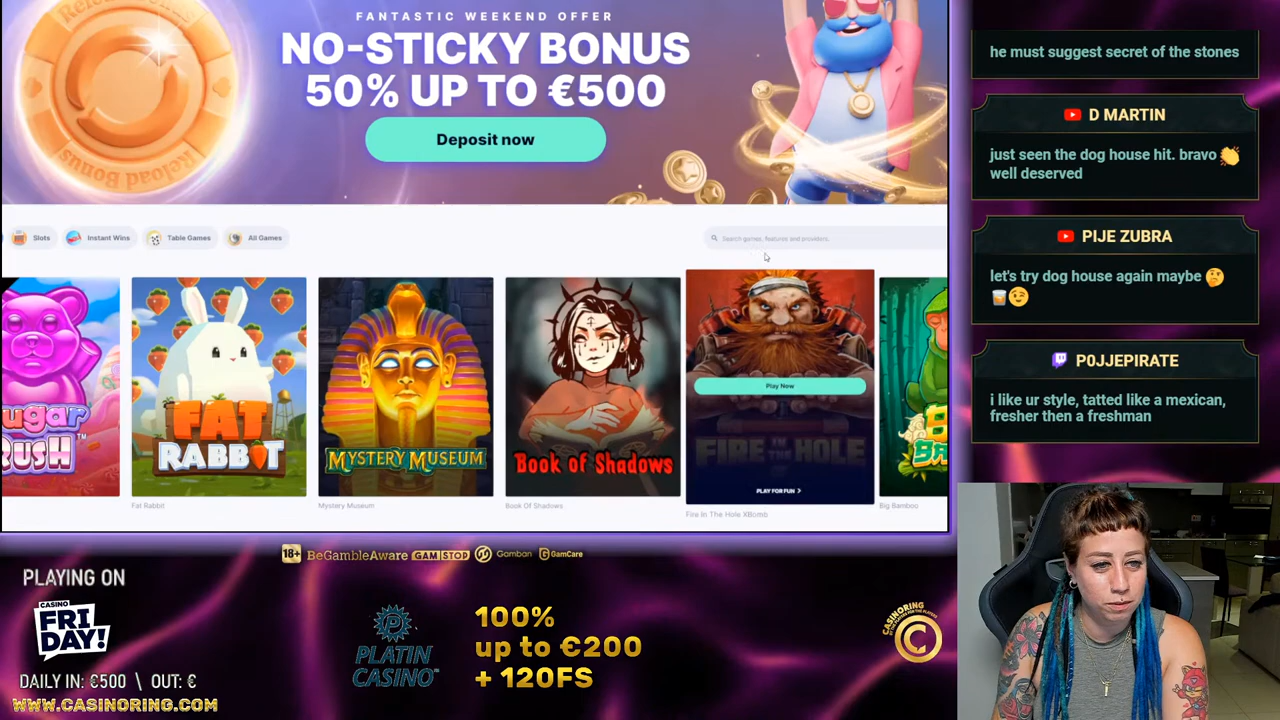 FANTASTIC WEEKEND OFFER
NO-STICKY BONUS
50% UP TO €500
Deposit now
Reload Bonus
Slots
Instant Wins
Table Games
All Games
Search games, features and providers.
ugar
RUSH™
FAT
RABBIT
MYSTERY MUSEUM
Book of Shadows
Play Now
FIRE IN THE HOLE
PLAY FOR FUN >
Fat Rabbit
Mystery Museum
Book Of Shadows
Fire In The Hole XBomb
Big Bamboo
he must suggest secret of the stones
D MARTIN
just seen the dog house hit. bravo 👏
well deserved
PIJE ZUBRA
let's try dog house again maybe 🤔
🥃😉
P0JJEPIRATE
i like ur style, tatted like a mexican,
fresher then a freshman
18+ BeGambleAware GAMSTOP Gamban GamCare
PLAYING ON
CASINO
FRI
DAY!
DAILY IN: €500 \ OUT: €
WWW.CASINORING.COM
P
PLATIN
CASINO™
100%
up to €200
+ 120FS
CASINORING
C